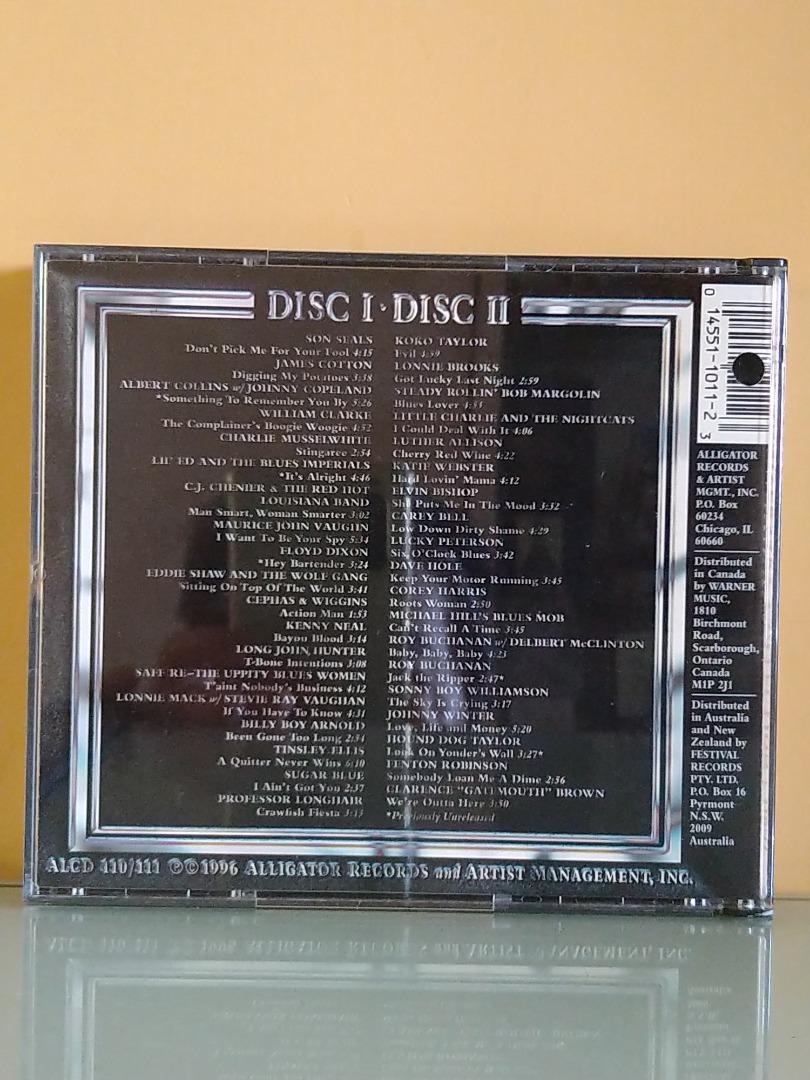 DISC I · DISC II
SON SEALS
Don't Pick Me For Your Fool 4:15
JAMES COTTON
Digging My Potatoes 3:38
ALBERT COLLINS w/ JOHNNY COPELAND
*Something To Remember You By 5:26
WILLIAM CLARKE
The Complainer's Boogie Woogie 4:52
CHARLIE MUSSELWHITE
Stingaree 2:54
LIL' ED AND THE BLUES IMPERIALS
*It's Alright 4:46
C.J. CHENIER & THE RED HOT
LOUISIANA BAND
Man Smart, Woman Smarter 3:02
MAURICE JOHN VAUGHN
I Want To Be Your Spy 5:34
FLOYD DIXON
*Hey Bartender 3:24
EDDIE SHAW AND THE WOLF GANG
Sitting On Top Of The World 3:41
CEPHAS & WIGGINS
Action Man 1:53
KENNY NEAL
Bayou Blood 3:14
LONG JOHN HUNTER
T-Bone Intentions 3:08
SAFFIRE–THE UPPITY BLUES WOMEN
T'aint Nobody's Business 4:12
LONNIE MACK w/ STEVIE RAY VAUGHAN
If You Have To Know 4:31
BILLY BOY ARNOLD
Been Gone Too Long 2:54
TINSLEY ELLIS
A Quitter Never Wins 6:10
SUGAR BLUE
I Ain't Got You 2:37
PROFESSOR LONGHAIR
Crawfish Fiesta 3:13
KOKO TAYLOR
Evil 4:59
LONNIE BROOKS
Got Lucky Last Night 2:59
STEADY ROLLIN' BOB MARGOLIN
Blues Lover 4:33
LITTLE CHARLIE AND THE NIGHTCATS
I Could Deal With It 4:06
LUTHER ALLISON
Cherry Red Wine 4:22
KATIE WEBSTER
Hard Lovin' Mama 4:12
ELVIN BISHOP
She Puts Me In The Mood 3:32
CAREY BELL
Low Down Dirty Shame 4:29
LUCKY PETERSON
Six O'Clock Blues 3:42
DAVE HOLE
Keep Your Motor Running 3:45
COREY HARRIS
Roots Woman 2:50
MICHAEL HILL'S BLUES MOB
Can't Recall A Time 3:45
ROY BUCHANAN w/ DELBERT McCLINTON
Baby, Baby, Baby 4:23
ROY BUCHANAN
Jack the Ripper 2:47*
SONNY BOY WILLIAMSON
The Sky Is Crying 3:17
JOHNNY WINTER
Love, Life and Money 3:20
HOUND DOG TAYLOR
Look On Yonder's Wall 3:27*
FENTON ROBINSON
Somebody Loan Me A Dime 2:56
CLARENCE "GATEMOUTH" BROWN
We're Outta Here 3:50
*Previously Unreleased
ALCD 110/111 ℗©1996 ALLIGATOR RECORDS and ARTIST MANAGEMENT, INC.
0 14551-1011-2 3
ALLIGATOR
RECORDS
& ARTIST
MGMT., INC.
P.O. Box
60234
Chicago, IL
60660
Distributed
in Canada
by WARNER
MUSIC,
1810
Birchmont
Road,
Scarborough,
Ontario
Canada
M1P 2J1
Distributed
in Australia
and New
Zealand by
FESTIVAL
RECORDS
PTY. LTD.
P.O. Box 16
Pyrmont
N.S.W.
2009
Australia